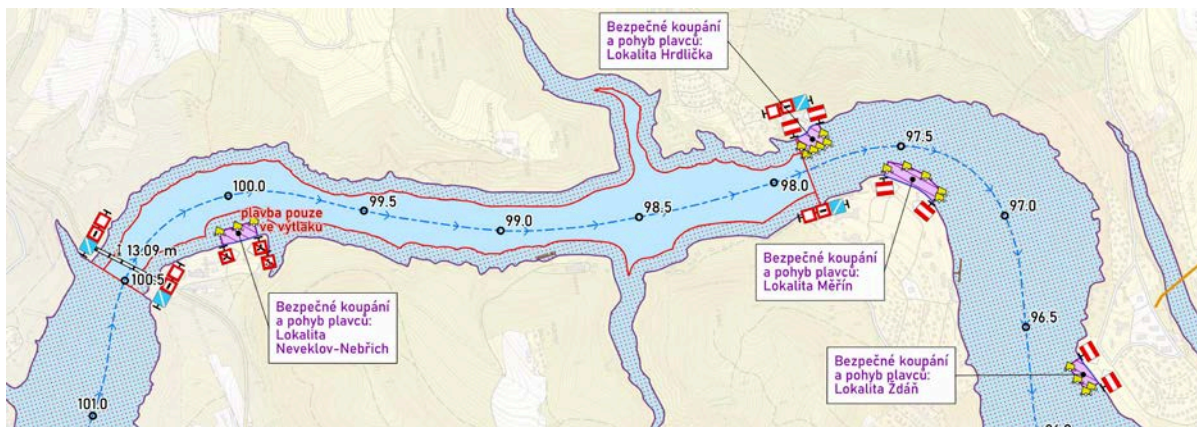 Bezpečné koupání
a pohyb plavců:
Lokalita Hrdlička
97.5
100.0
98.0
99.5
plavba pouze
ve výtlaku
99.0
98.5
97.0
13.09 m
100.5
Bezpečné koupání
a pohyb plavců:
Lokalita Měřín
Bezpečné koupání
a pohyb plavců:
Lokalita
Neveklov-Nebřich
96.5
Bezpečné koupání
a pohyb plavců:
Lokalita Ždáň
101.0